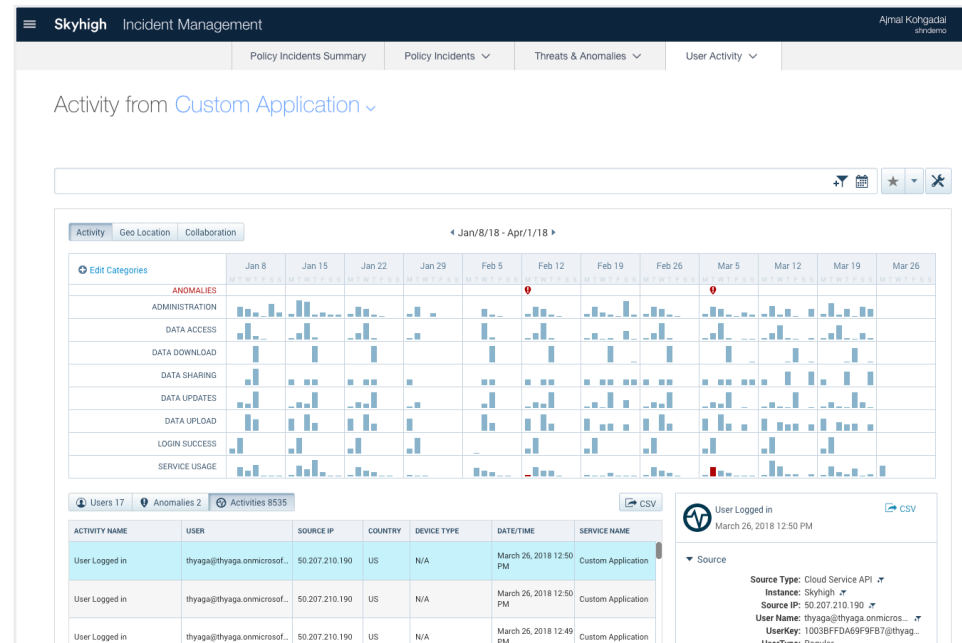 Skyhigh Incident Management
Ajmal Kohgadai
shndemo
Policy Incidents Summary Policy Incidents Threats & Anomalies User Activity
Activity from Custom Application
Activity Geo Location Collaboration
Jan/8/18 - Apr/1/18
Edit Categories Jan 8 Jan 15 Jan 22 Jan 29 Feb 5 Feb 12 Feb 19 Feb 26 Mar 5 Mar 12 Mar 19 Mar 26
M T W T F S S M T W T F S S M T W T F S S M T W T F S S M T W T F S S M T W T F S S M T W T F S S M T W T F S S M T W T F S S M T W T F S S M T W T F S S M T W T F S S
ANOMALIES
ADMINISTRATION
DATA ACCESS
DATA DOWNLOAD
DATA SHARING
DATA UPDATES
DATA UPLOAD
LOGIN SUCCESS
SERVICE USAGE
Users 17 Anomalies 2 Activities 8535 CSV
ACTIVITY NAME USER SOURCE IP COUNTRY DEVICE TYPE DATE/TIME SERVICE NAME
User Logged in thyaga@thyaga.onmicrosof... 50.207.210.190 US N/A March 26, 2018 12:50 PM Custom Application
User Logged in thyaga@thyaga.onmicrosof... 50.207.210.190 US N/A March 26, 2018 12:50 PM Custom Application
User Logged in thyaga@thyaga.onmicrosof... 50.207.210.190 US N/A March 26, 2018 12:49 PM Custom Application
User Logged in CSV
March 26, 2018 12:50 PM
Source
Source Type: Cloud Service API
Instance: Skyhigh
Source IP: 50.207.210.190
User Name: thyaga@thyaga.onmicros...
UserKey: 1003BFFDA69F9FB7@thyag...
UserType: Regular